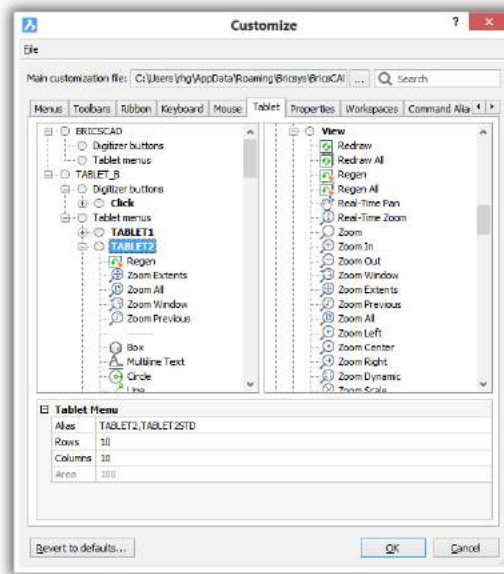 Customize
?
File
Main customization file: C:\Users\rhg\AppData\Roaming\Bricsys\BricsCAI ... Search
Menus Toolbars Ribbon Keyboard Mouse Tablet Properties Workspaces Command Alia
BRICSCAD
Digitizer buttons
Tablet menus
TABLET_B
Digitizer buttons
Click
Tablet menus
TABLET1
TABLET2
Regen
Zoom Extents
Zoom All
Zoom Window
Zoom Previous
Box
Multiline Text
Circle
Line
View
Redraw
Redraw All
Regen
Regen All
Real-Time Pan
Real-Time Zoom
Zoom
Zoom In
Zoom Out
Zoom Window
Zoom Extents
Zoom Previous
Zoom All
Zoom Left
Zoom Center
Zoom Right
Zoom Dynamic
Zoom Scale
Tablet Menu
Alias TABLET2,TABLET2STD
Rows 10
Columns 10
Area 100
Revert to defaults... OK Cancel